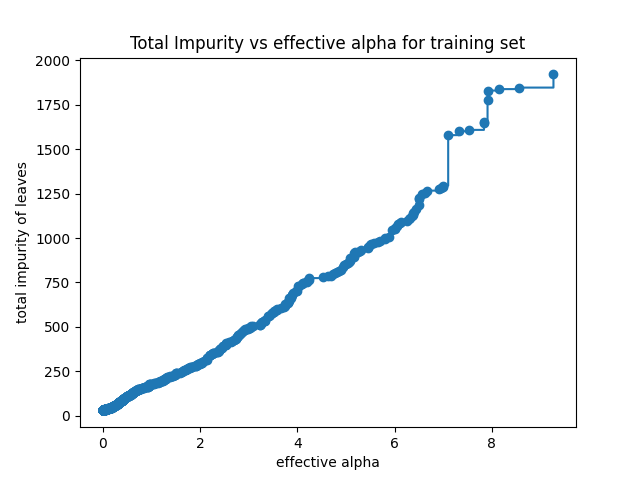 Total Impurity vs effective alpha for training set
2000
1750
1500
1250
1000
750
500
250
0
total impurity of leaves
0 2 4 6 8
effective alpha